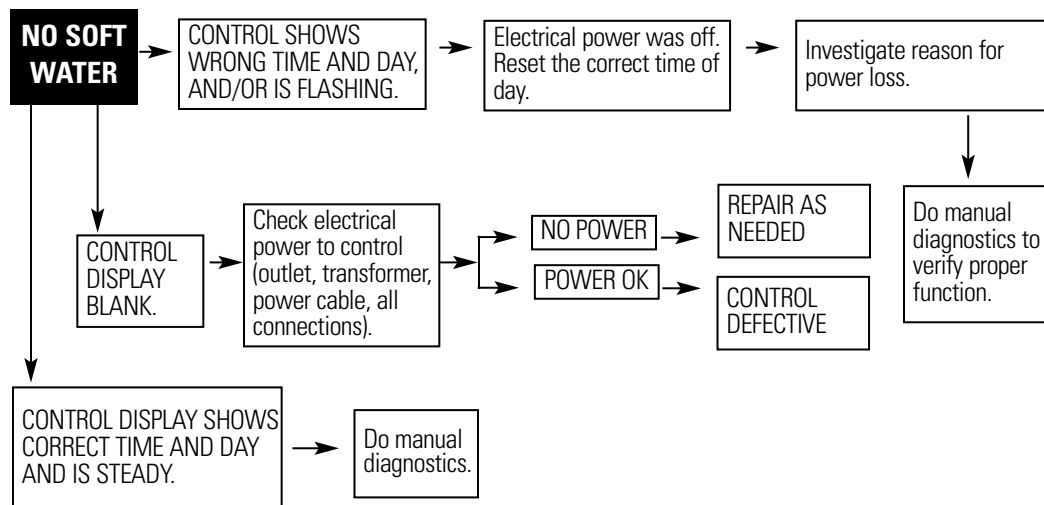 NO SOFT
WATER
CONTROL SHOWS
WRONG TIME AND DAY,
AND/OR IS FLASHING.
Electrical power was off.
Reset the correct time of
day.
Investigate reason for
power loss.
Do manual
diagnostics to
verify proper
function.
CONTROL
DISPLAY
BLANK.
Check electrical
power to control
(outlet, transformer,
power cable, all
connections).
NO POWER
REPAIR AS
NEEDED
POWER OK
CONTROL
DEFECTIVE
CONTROL DISPLAY SHOWS
CORRECT TIME AND DAY
AND IS STEADY.
Do manual
diagnostics.